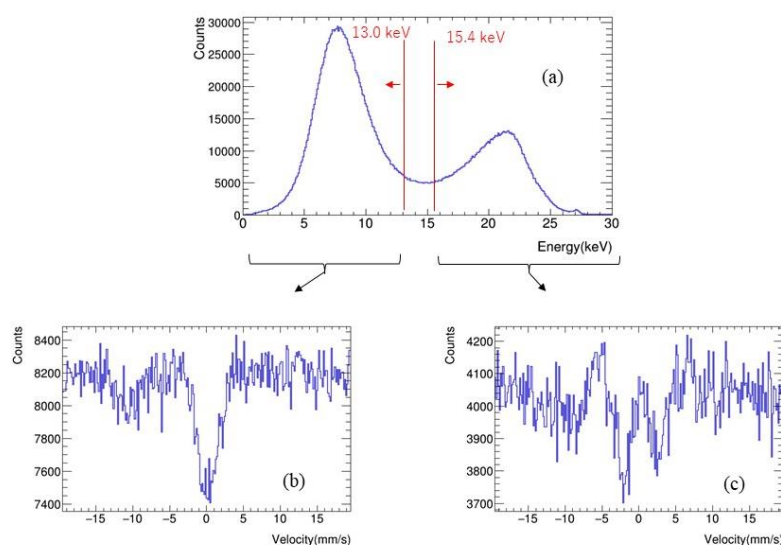 Counts
30000
25000
20000
15000
10000
5000
0
13.0 keV
15.4 keV
(a)
0 5 10 15 20 25 30
Energy(keV)
Counts
8400
8200
8000
7800
7600
7400
(b)
−15 −10 −5 0 5 10 15
Velocity(mm/s)
Counts
4200
4100
4000
3900
3800
3700
(c)
−15 −10 −5 0 5 10 15
Velocity(mm/s)